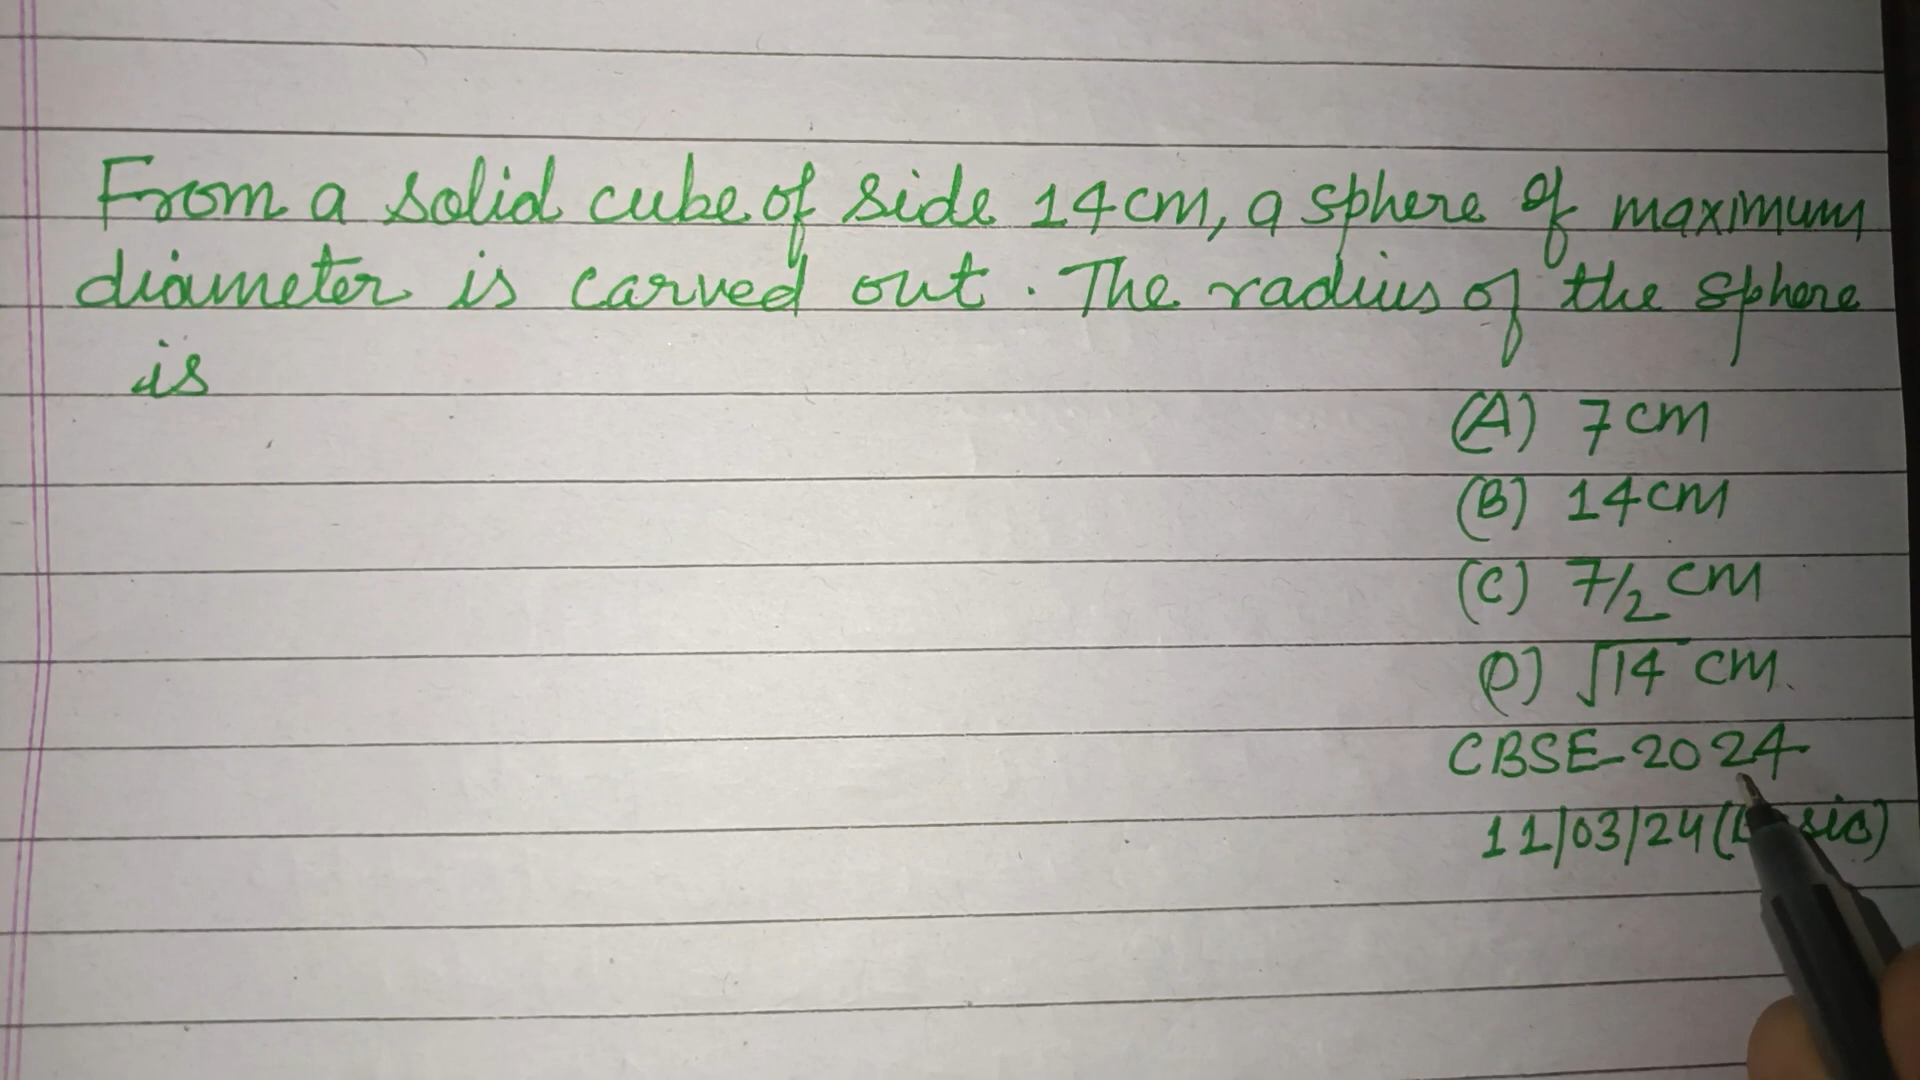 From a solid cube of side 14cm, a sphere of maximum
diameter is carved out. The radius of the sphere
is
(A) 7cm
(B) 14cm
(C) 7/2 cm
(D) √14 cm.
CBSE-2024
11/03/24